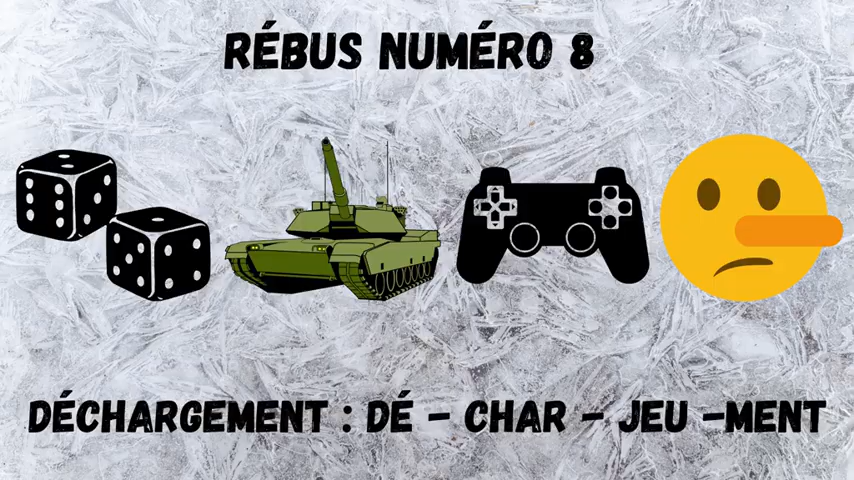 RÉBUS NUMÉRO 8
DÉCHARGEMENT : DÉ - CHAR - JEU -MENT